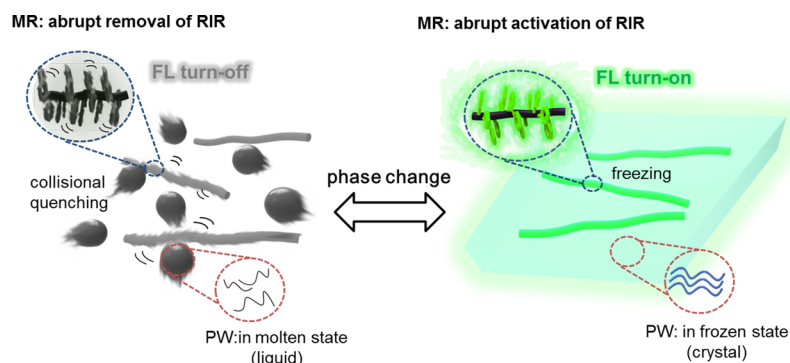 MR: abrupt removal of RIR
MR: abrupt activation of RIR
FL turn-off
FL turn-on
collisional
quenching
phase change
freezing
PW:in molten state
(liquid)
PW: in frozen state
(crystal)